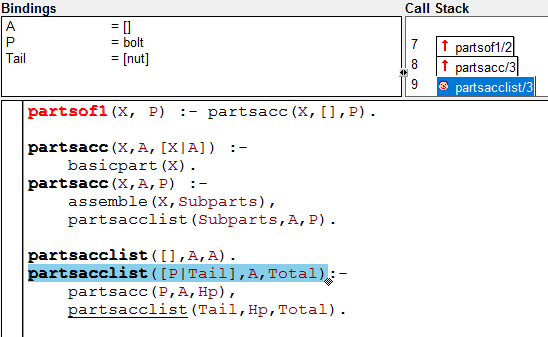 Bindings
A = []
P = bolt
Tail = [nut]
Call Stack
7 partsof1/2
8 partsacc/3
9 partsacclist/3
partsof1(X, P) :- partsacc(X,[],P).
partsacc(X,A,[X|A]) :-
basicpart(X).
partsacc(X,A,P) :-
assemble(X,Subparts),
partsacclist(Subparts,A,P).
partsacclist([],A,A).
partsacclist([P|Tail],A,Total):-
partsacc(P,A,Hp),
partsacclist(Tail,Hp,Total).